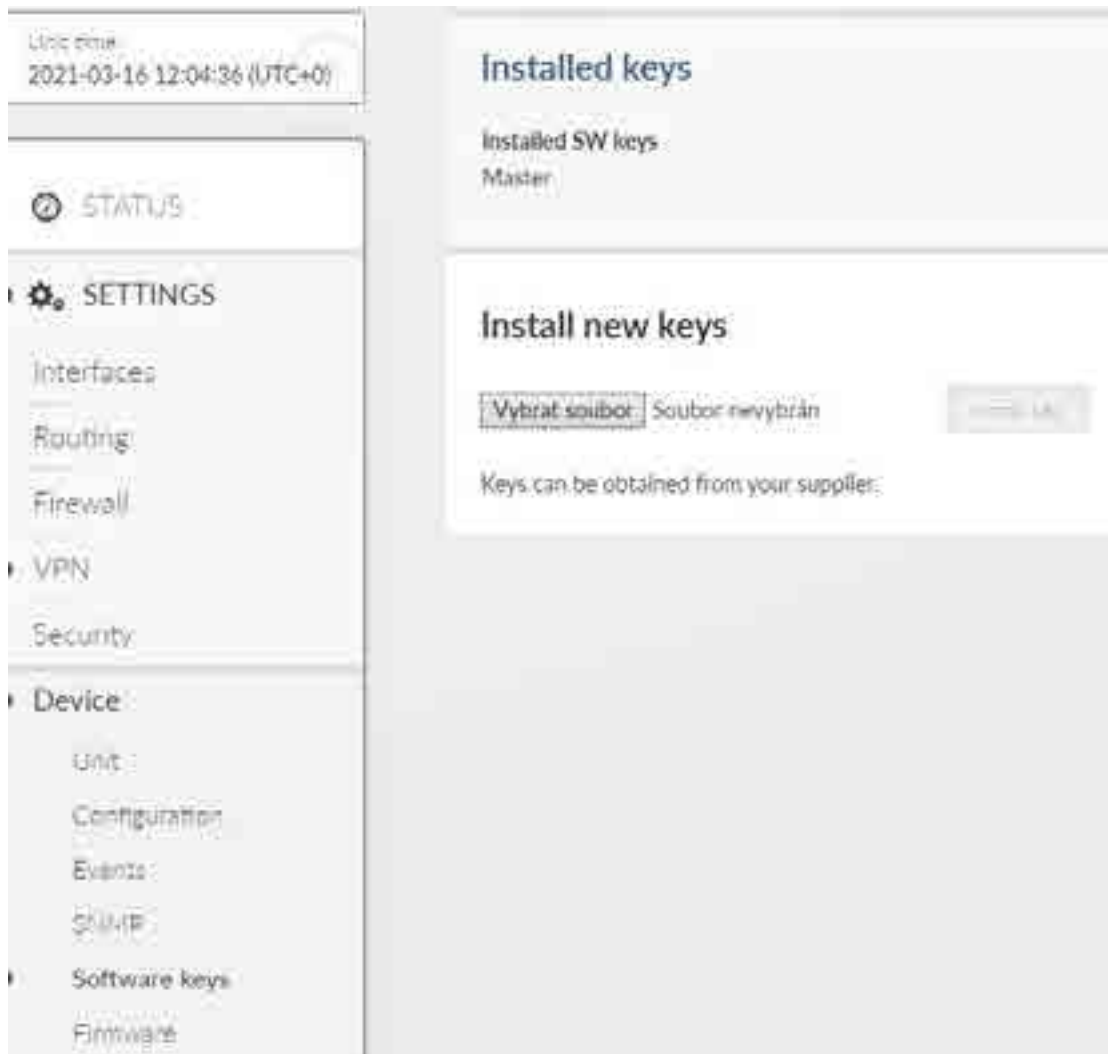 Unit time
2021-03-16 12:04:36 (UTC+0)
STATUS
SETTINGS
Interfaces
Routing
Firewall
VPN
Security
Device
Unit
Configuration
Events
SNMP
Software keys
Firmware
Installed keys
Installed SW keys
Master
Install new keys
Vybrat soubor Soubor nevybrán
Keys can be obtained from your supplier.